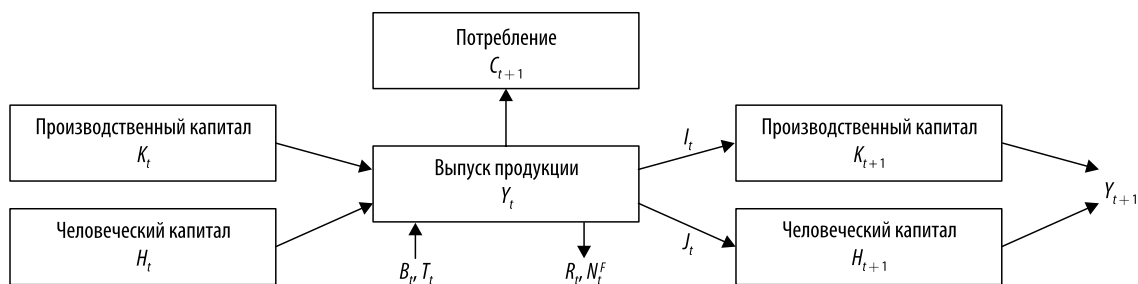 Потребление
C_{t+1}
Производственный капитал
K_t
Человеческий капитал
H_t
Выпуск продукции
Y_t
B_t, T_t
R_t, N_t^F
I_t
J_t
Производственный капитал
K_{t+1}
Человеческий капитал
H_{t+1}
Y_{t+1}